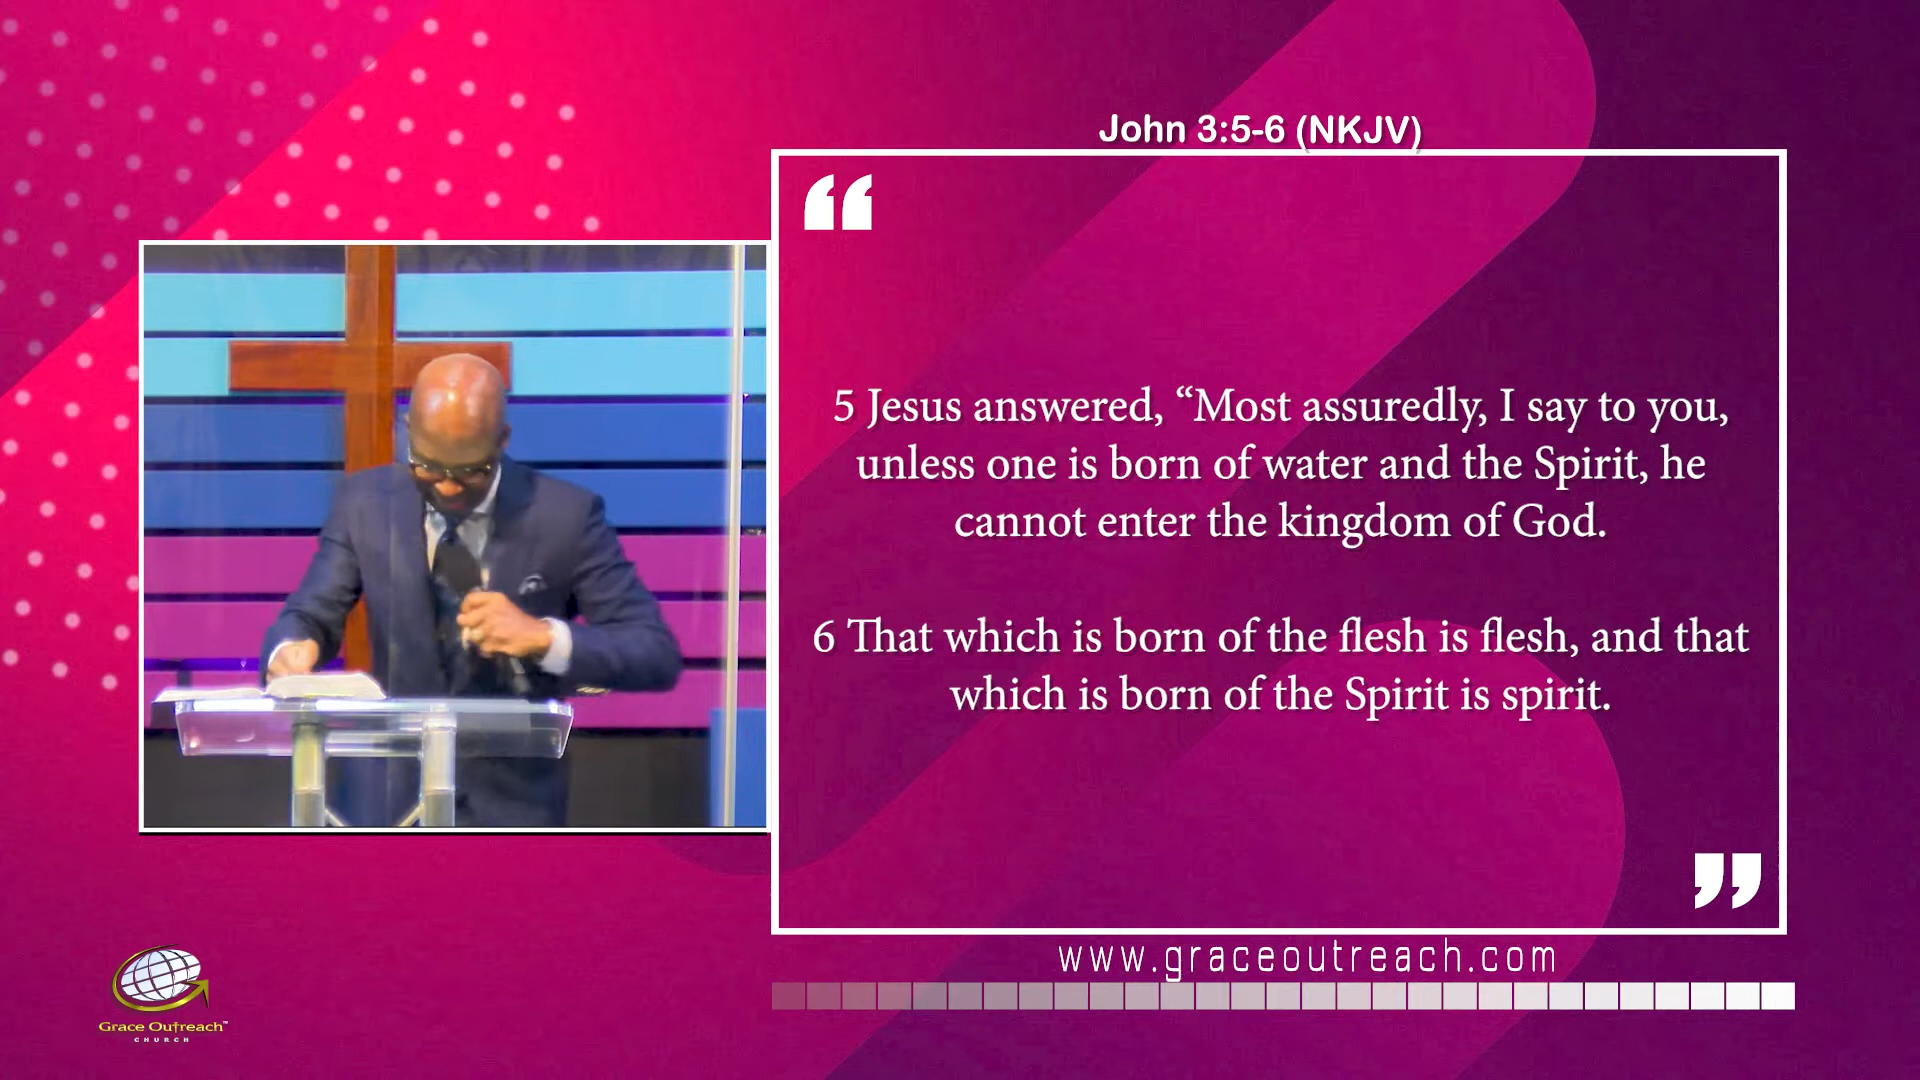 John 3:5-6 (NKJV)
“
5 Jesus answered, “Most assuredly, I say to you,
unless one is born of water and the Spirit, he
cannot enter the kingdom of God.
6 That which is born of the flesh is flesh, and that
which is born of the Spirit is spirit.
”
www.graceoutreach.com
Grace Outreach™
CHURCH